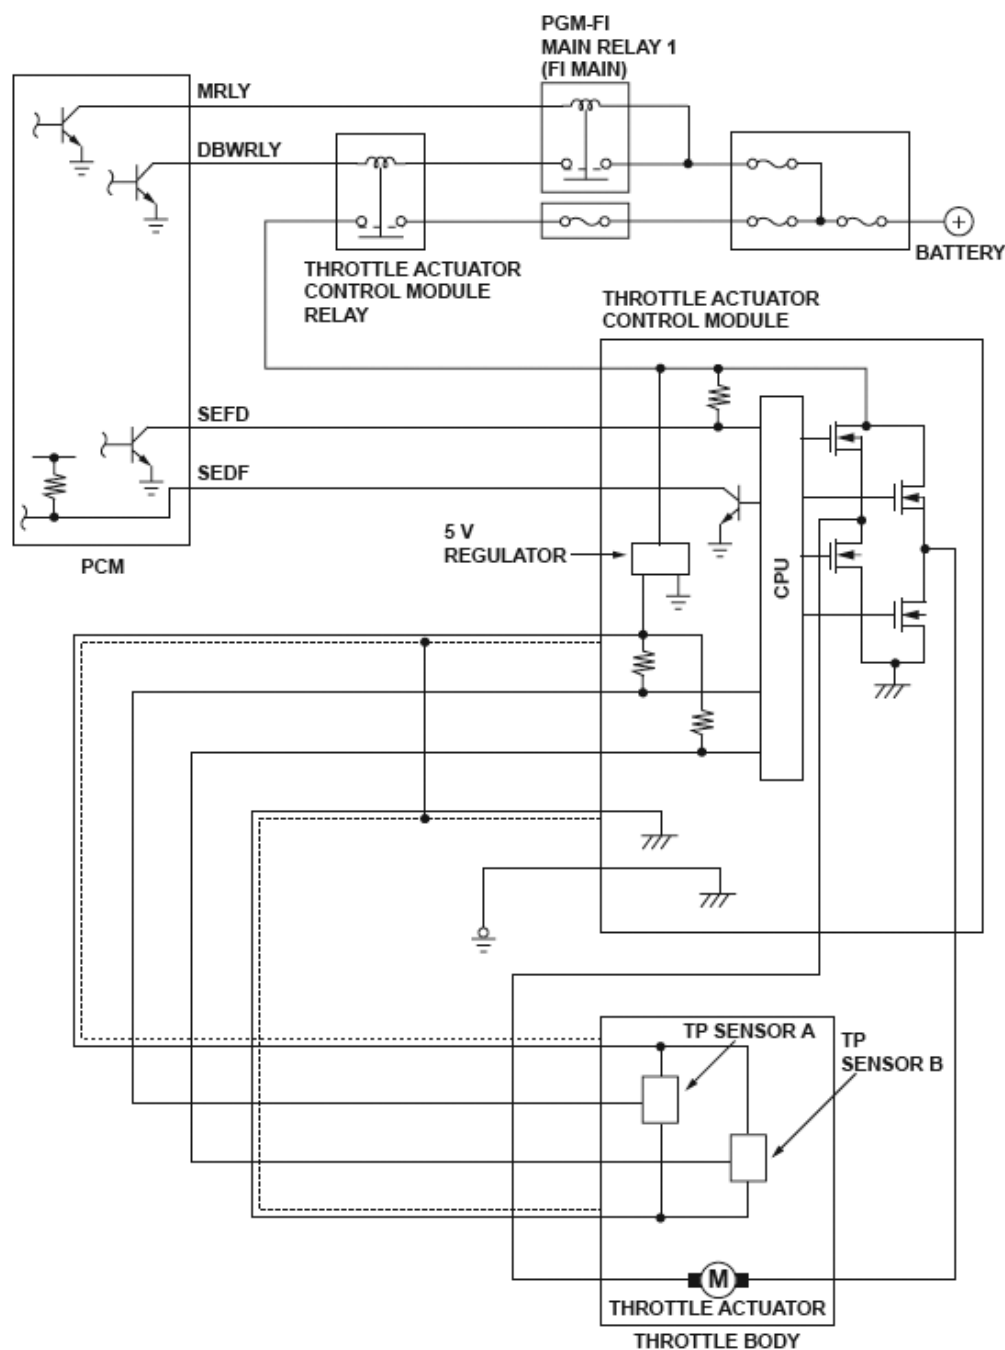 PGM-FI
MAIN RELAY 1
(FI MAIN)
MRLY
DBWRLY
BATTERY
THROTTLE ACTUATOR
CONTROL MODULE
RELAY
THROTTLE ACTUATOR
CONTROL MODULE
SEFD
SEDF
5 V
REGULATOR
PCM
CPU
TP SENSOR A
TP
SENSOR B
M
THROTTLE ACTUATOR
THROTTLE BODY